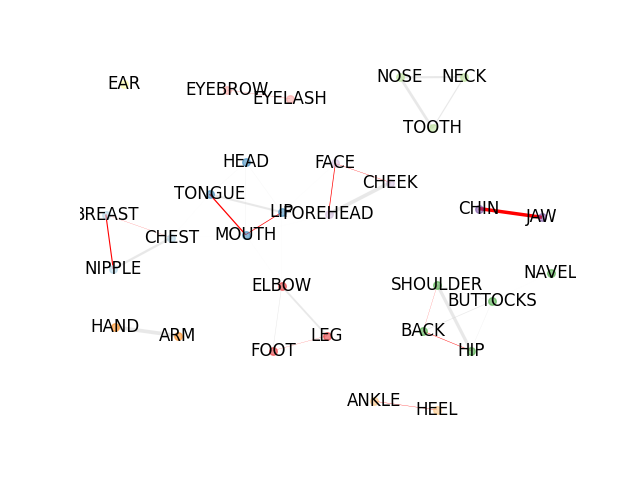 NOSE NECK
EAR
EYEBROW
EYELASH
TOOTH
HEAD FACE
CHEEK
TONGUE
LIP FOREHEAD
CHIN
JAW
BREAST
CHEST
MOUTH
NIPPLE
NAVEL
ELBOW SHOULDER
BUTTOCKS
HAND
ARM
LEG
BACK
FOOT
HIP
ANKLE
HEEL